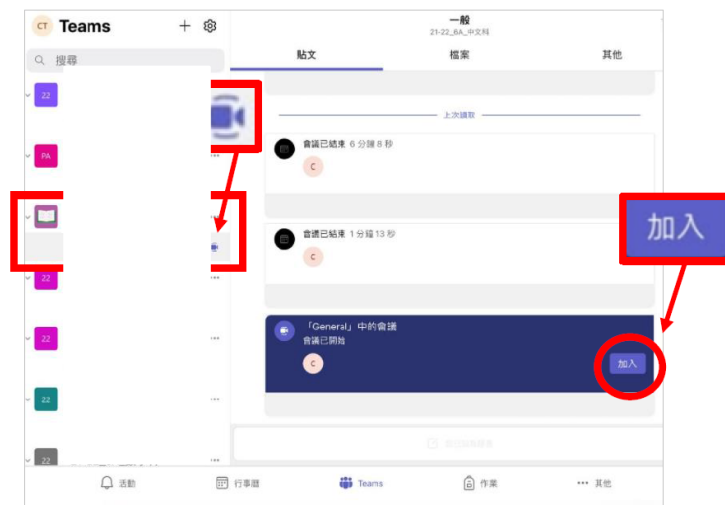 CT Teams
搜尋
22
PA
22
22
22
22
一般
21-22_6A_中文科
貼文 檔案 其他
上次讀取
會議已結束 6 分鐘 8 秒
C
會議已結束 1 分鐘 13 秒
C
「General」中的會議
會議已開始
C
加入
加入
活動 行事曆 Teams 作業 其他